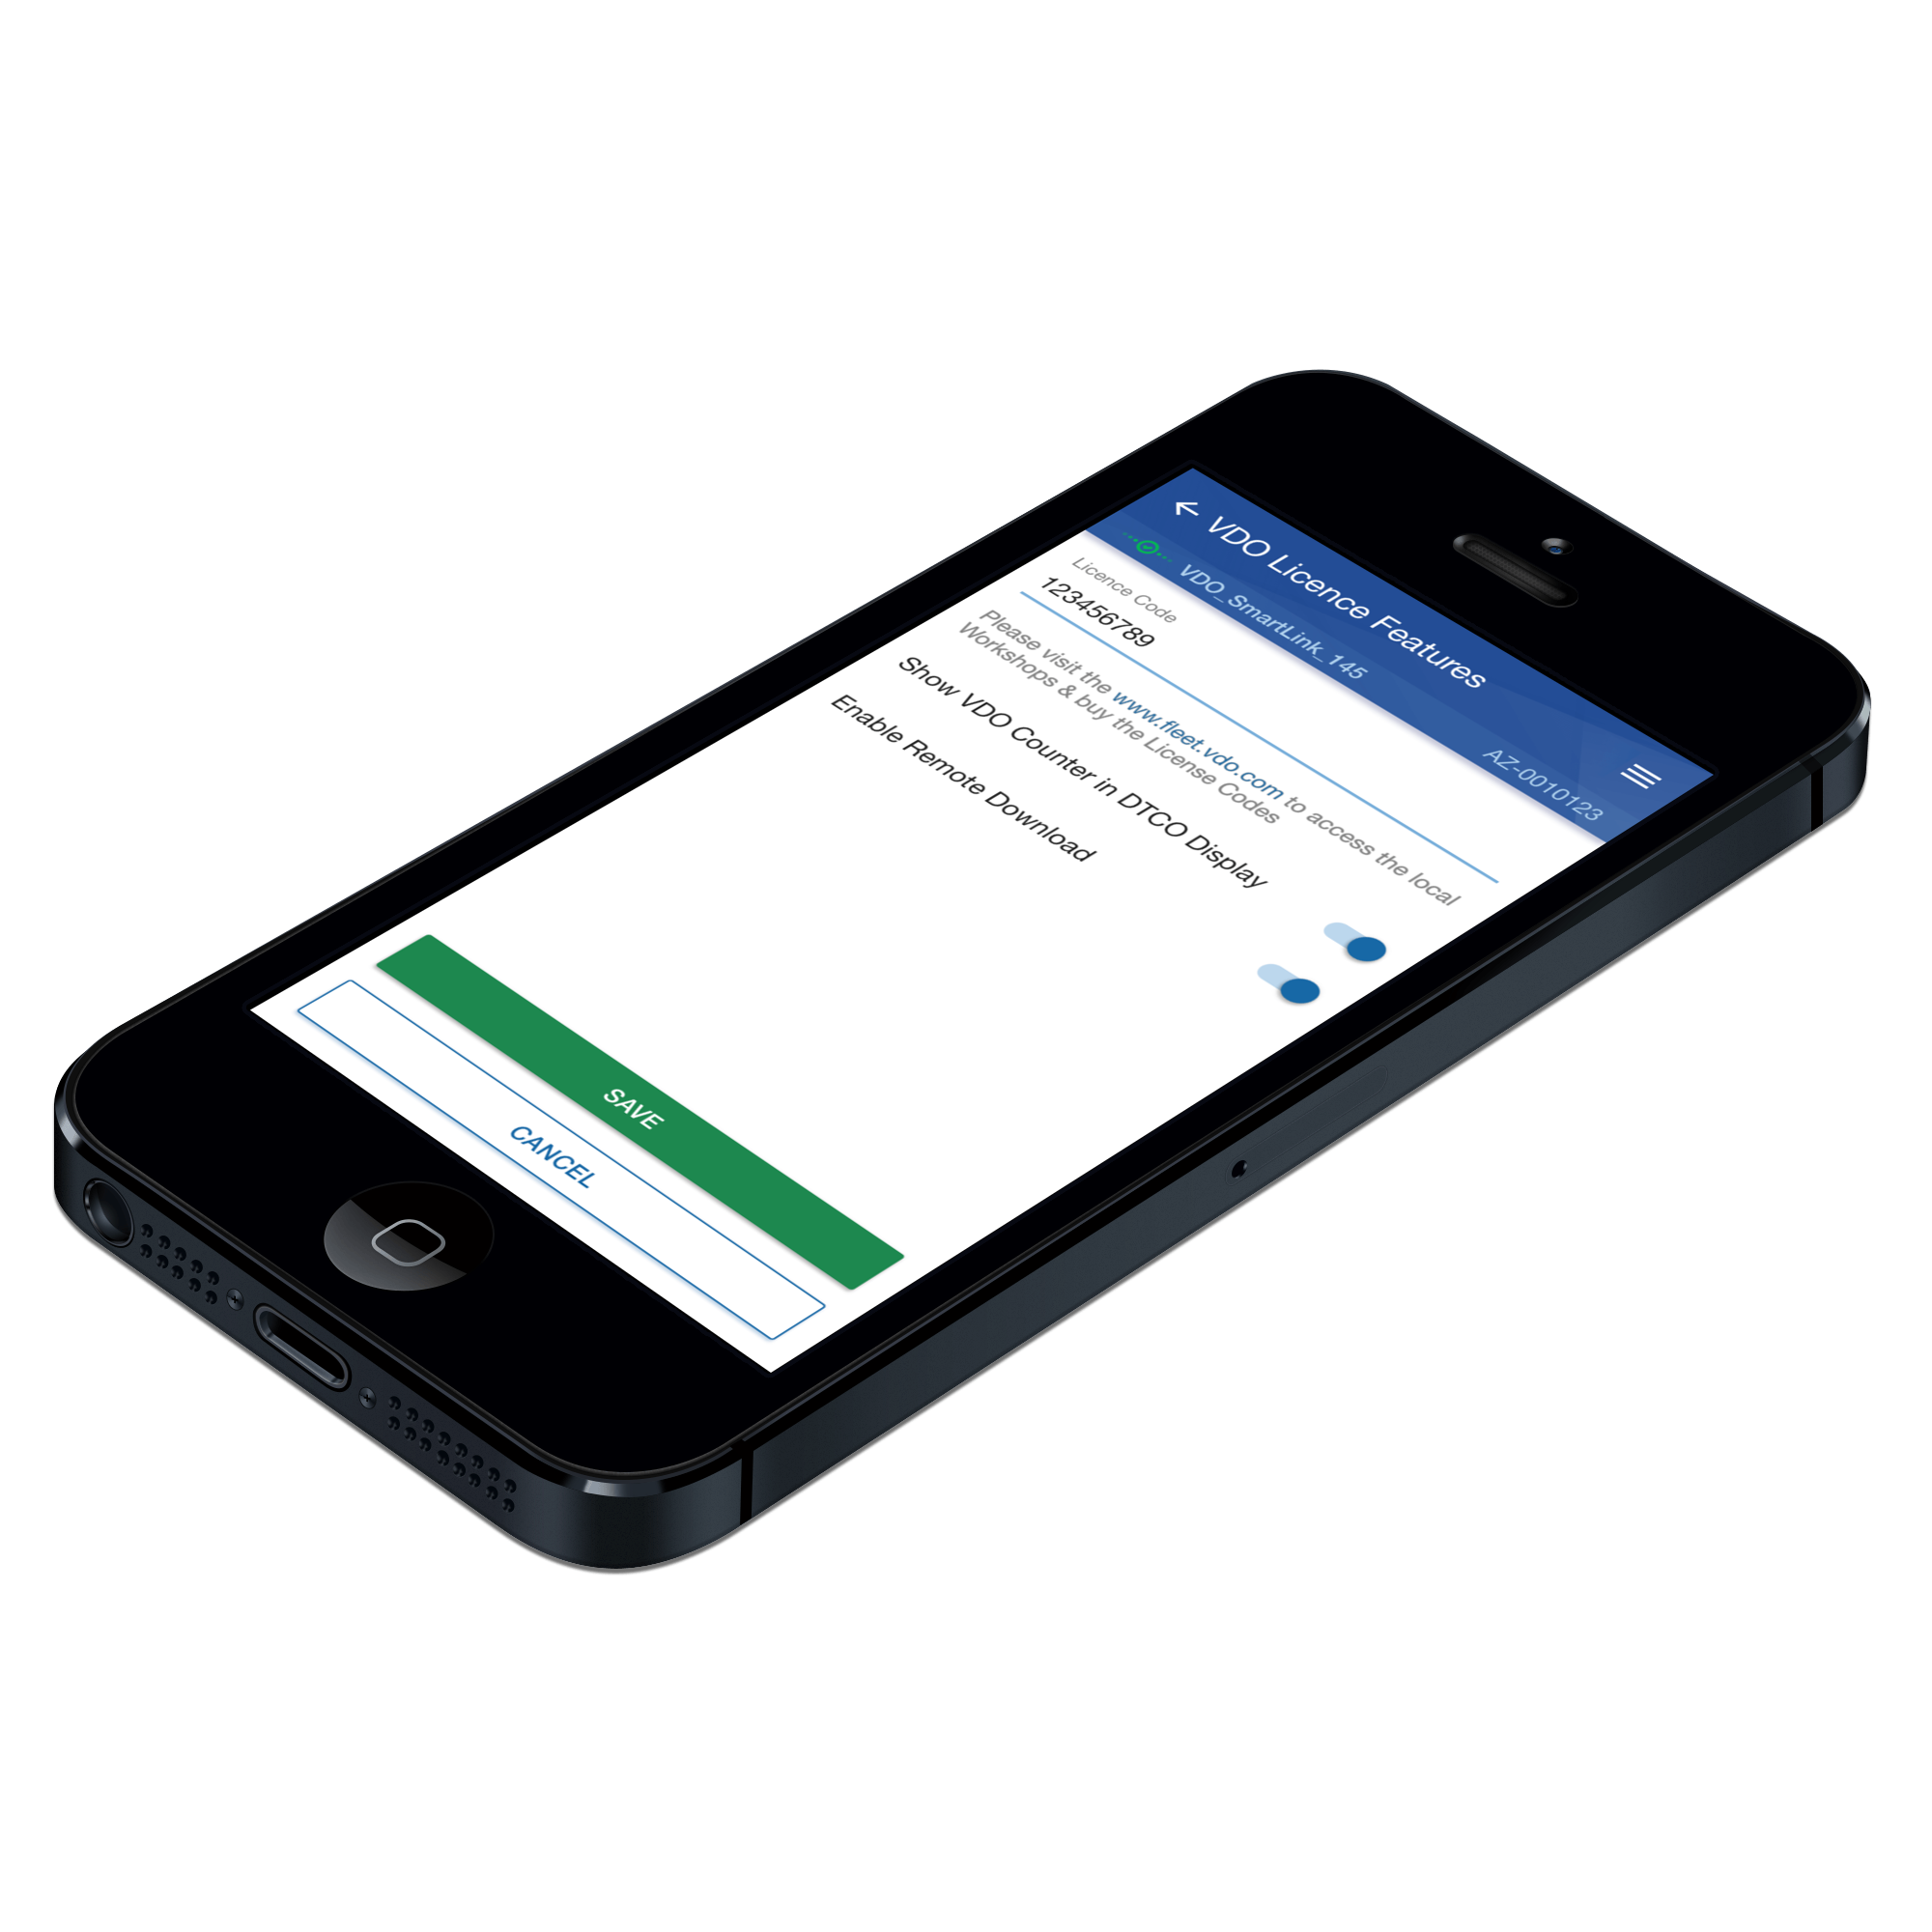 VDO Licence Features
VDO_SmartLink_145 AZ-0010123
Licence Code
123456789
Please visit the www.fleet.vdo.com to access the local
Workshops & buy the License Codes
Show VDO Counter in DTCO Display
Enable Remote Download
SAVE
CANCEL